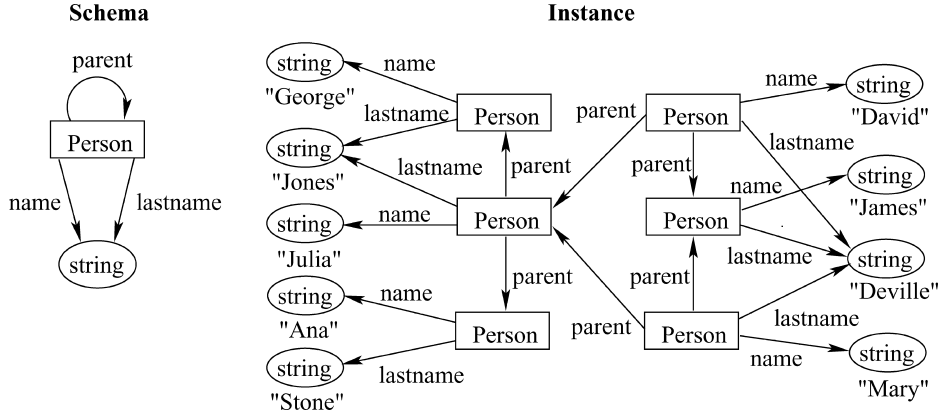 Schema
parent
Person
name
lastname
string
Instance
string
"George"
name
Person
lastname
string
"Jones"
lastname
parent
Person
name
string
"Julia"
parent
string
"Ana"
name
Person
string
"Stone"
lastname
parent
Person
name
string
"David"
lastname
parent
Person
name
string
"James"
lastname
string
"Deville"
parent
parent
Person
lastname
name
string
"Mary"